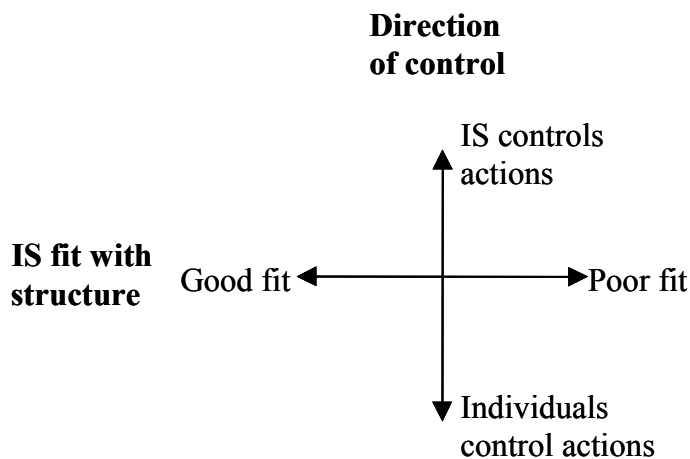 Direction
of control
IS controls
actions
IS fit with
structure
Good fit
Poor fit
Individuals
control actions